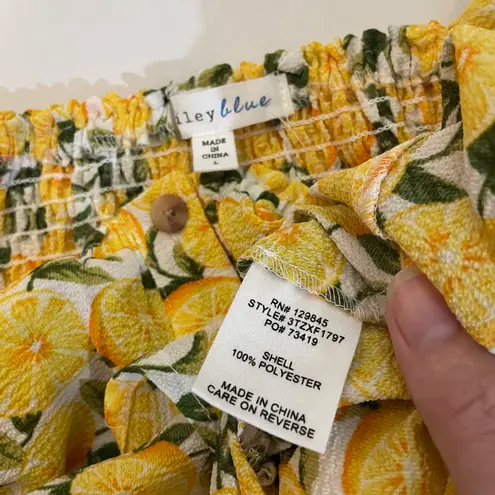 iley blue
MADE
IN
CHINA
L
RN# 129845
STYLE# 3TZXF1797
PO# 73419
SHELL
100% POLYESTER
MADE IN CHINA
CARE ON REVERSE